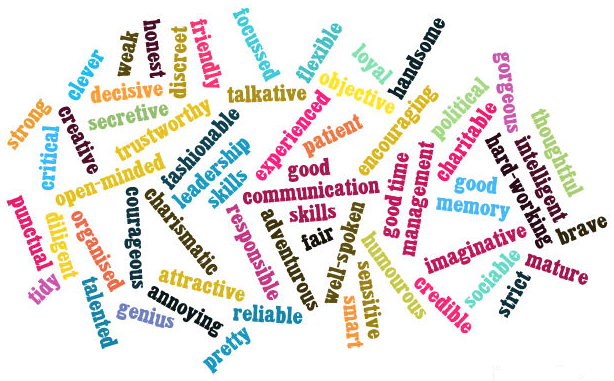 weak
honest
discreet
friendly
focussed
flexible
loyal
handsome
clever
decisive
talkative
objective
gorgeous
strong
creative
secretive
trustworthy
experienced
patient
encouraging
political
charitable
thoughtful
critical
open-minded
fashionable
leadership
skills
good
communication
skills
good time
management
hard working
intelligent
good
memory
brave
punctual
diligent
organised
courageous
charismatic
responsible
adventurous
fair
well-spoken
humourous
imaginative
mature
tidy
talented
attractive
annoying
genius
reliable
pretty
smart
sensitive
credible
sociable
strict